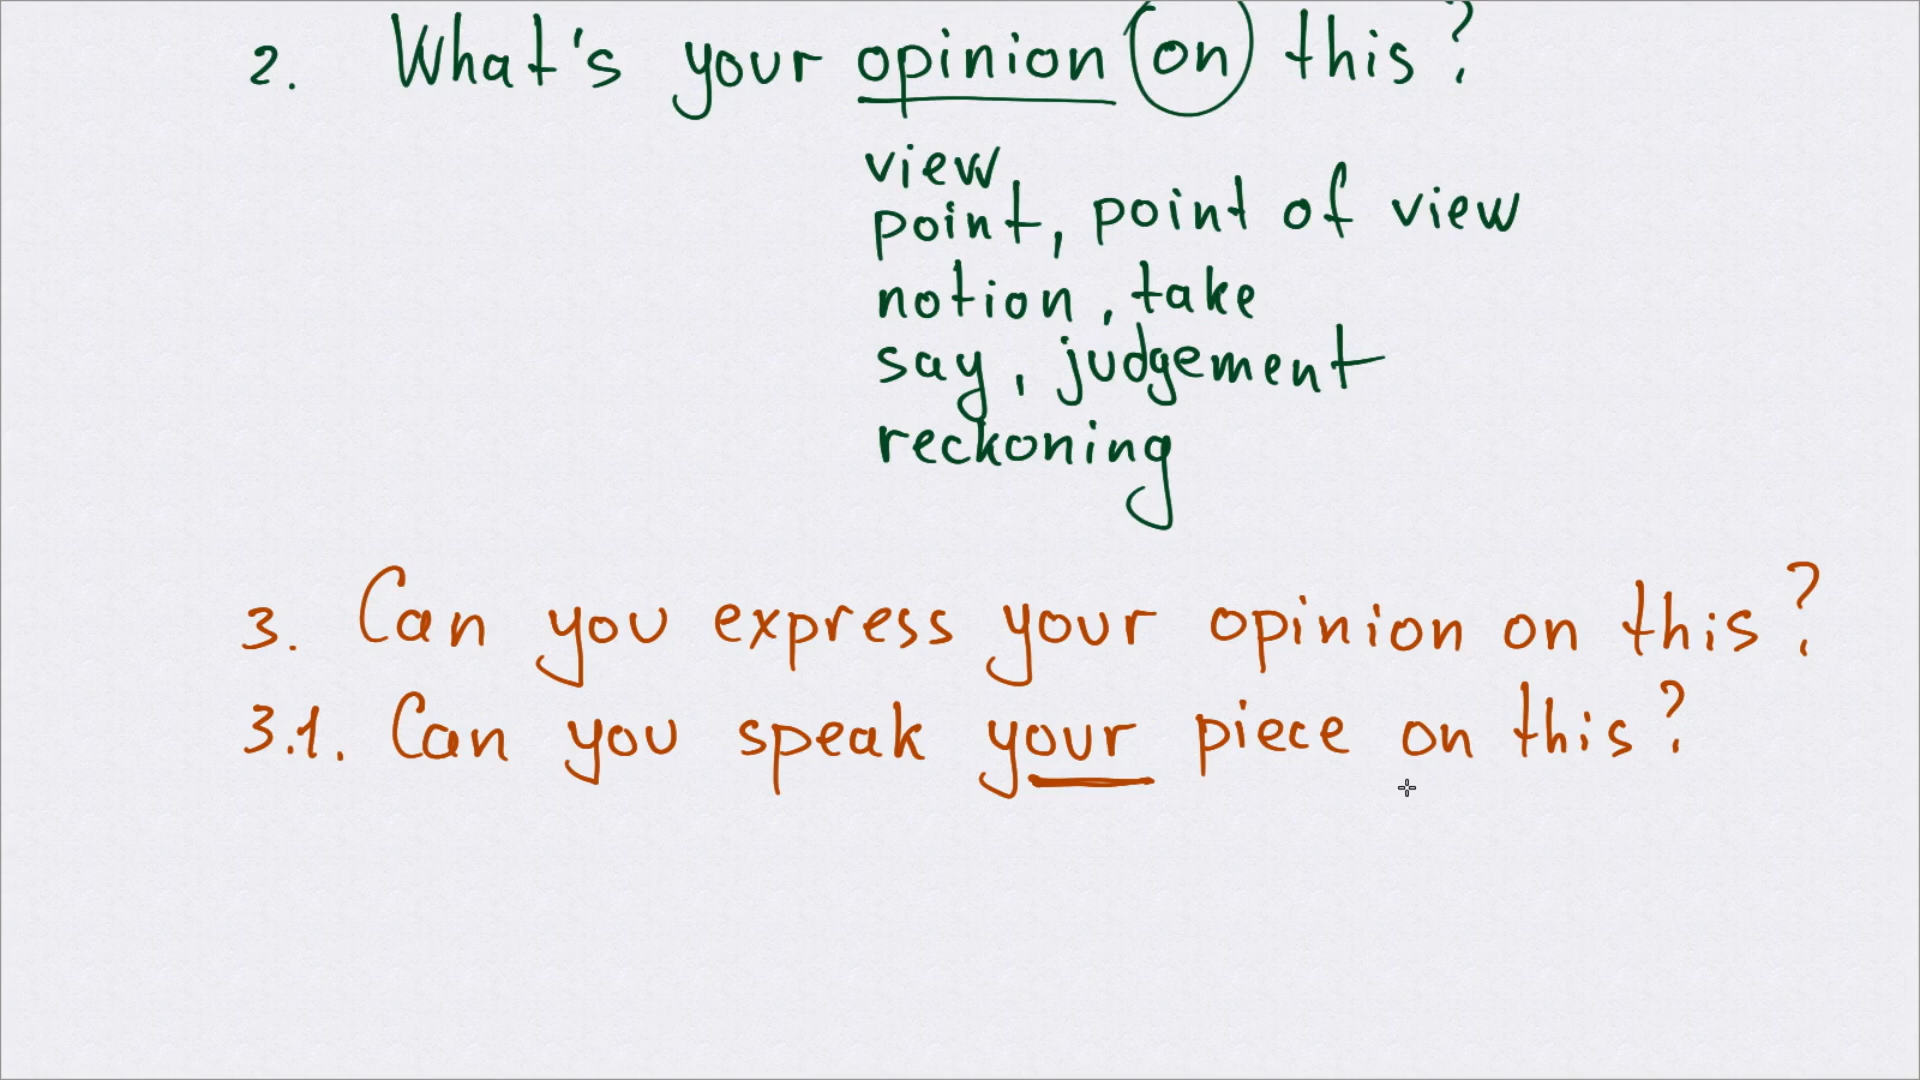 2. What's your opinion on this?
view
point, point of view
notion, take
say, judgement
reckoning
3. Can you express your opinion on this?
3.1. Can you speak your piece on this?